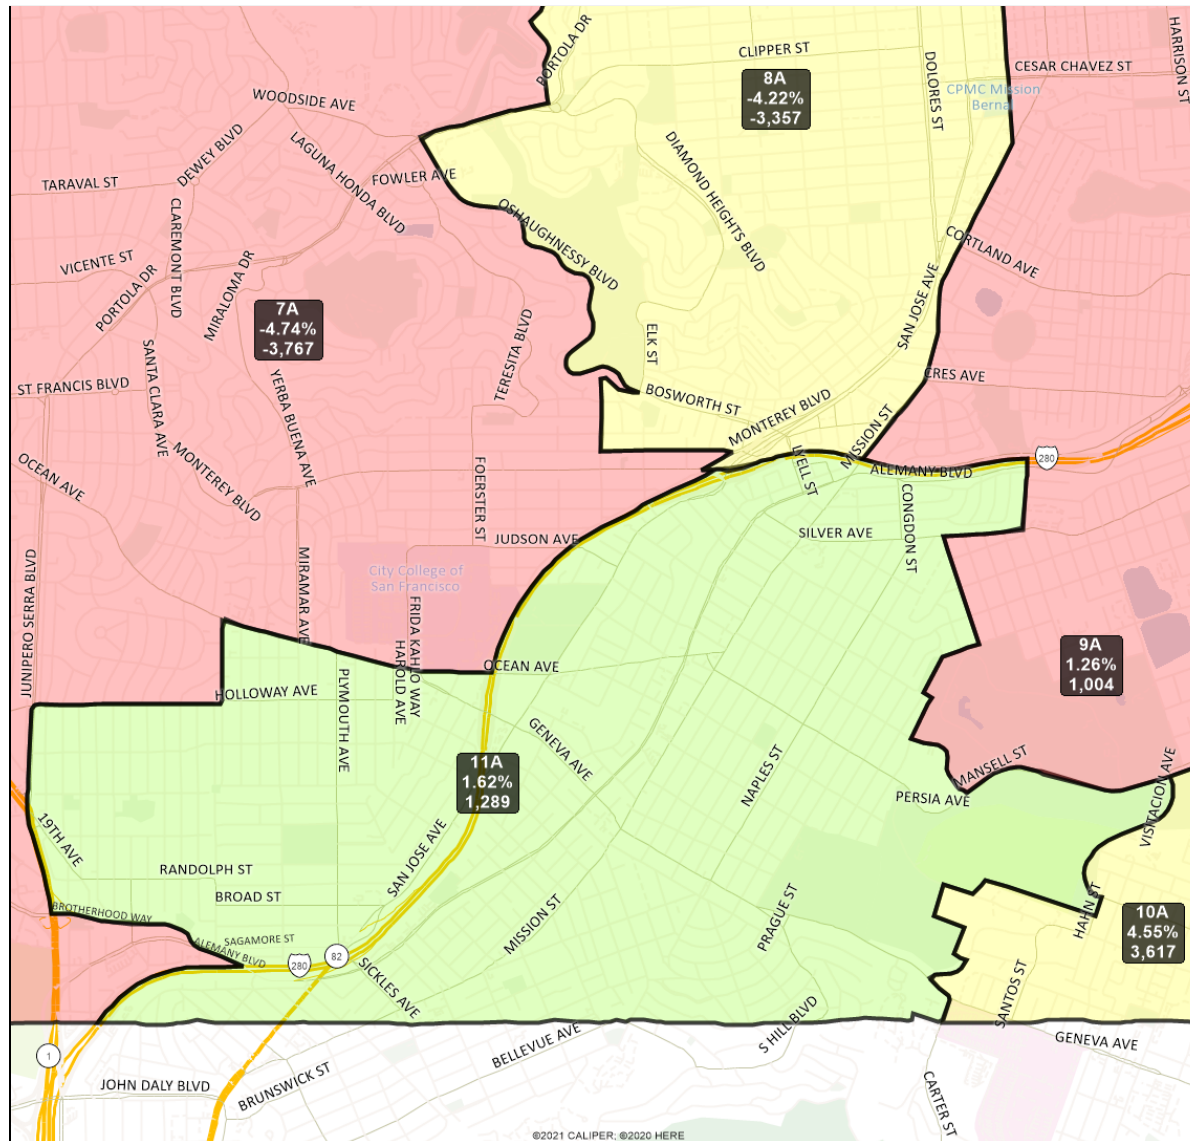 PORTOLA DR
CLIPPER ST
DOLORES ST
HARRISON ST
CESAR CHAVEZ ST
8A
-4.22%
-3,357
CPMC Mission
Bernal
WOODSIDE AVE
DEWEY BLVD
LAGUNA HONDA BLVD
DIAMOND HEIGHTS BLVD
TARAVAL ST
FOWLER AVE
CLAREMONT BLVD
OSHAUGHNESSY BLVD
CORTLAND AVE
VICENTE ST
PORTOLA DR
MIRALOMA DR
SAN JOSE AVE
7A
-4.74%
-3,767
TERESITA BLVD
ELK ST
SANTA CLARA AVE
ST FRANCIS BLVD
YERBA BUENA AVE
CRES AVE
BOSWORTH ST
MONTEREY BLVD
MISSION ST
OCEAN AVE
MONTEREY BLVD
FOERSTER ST
LYELL ST
ALEMANY BLVD
280
CONGDON ST
JUDSON AVE
SILVER AVE
JUNIPERO SERRA BLVD
MIRAMAR AVE
City College of
San Francisco
FRIDA KAHLO WAY
HAROLD AVE
OCEAN AVE
9A
1.26%
1,004
HOLLOWAY AVE
PLYMOUTH AVE
GENEVA AVE
11A
1.62%
1,289
NAPLES ST
MANSELL ST
PERSIA AVE
VISITACION AVE
19TH AVE
SAN JOSE AVE
RANDOLPH ST
BROAD ST
BROTHERHOOD WAY
MISSION ST
PRAGUE ST
HAHN ST
10A
4.55%
3,617
SAGAMORE ST
ALEMANY BLVD
280
82
SICKLES AVE
SANTOS ST
S HILL BLVD
1
BELLEVUE AVE
GENEVA AVE
JOHN DALY BLVD
BRUNSWICK ST
CARTER ST
©2021 CALIPER; ©2020 HERE